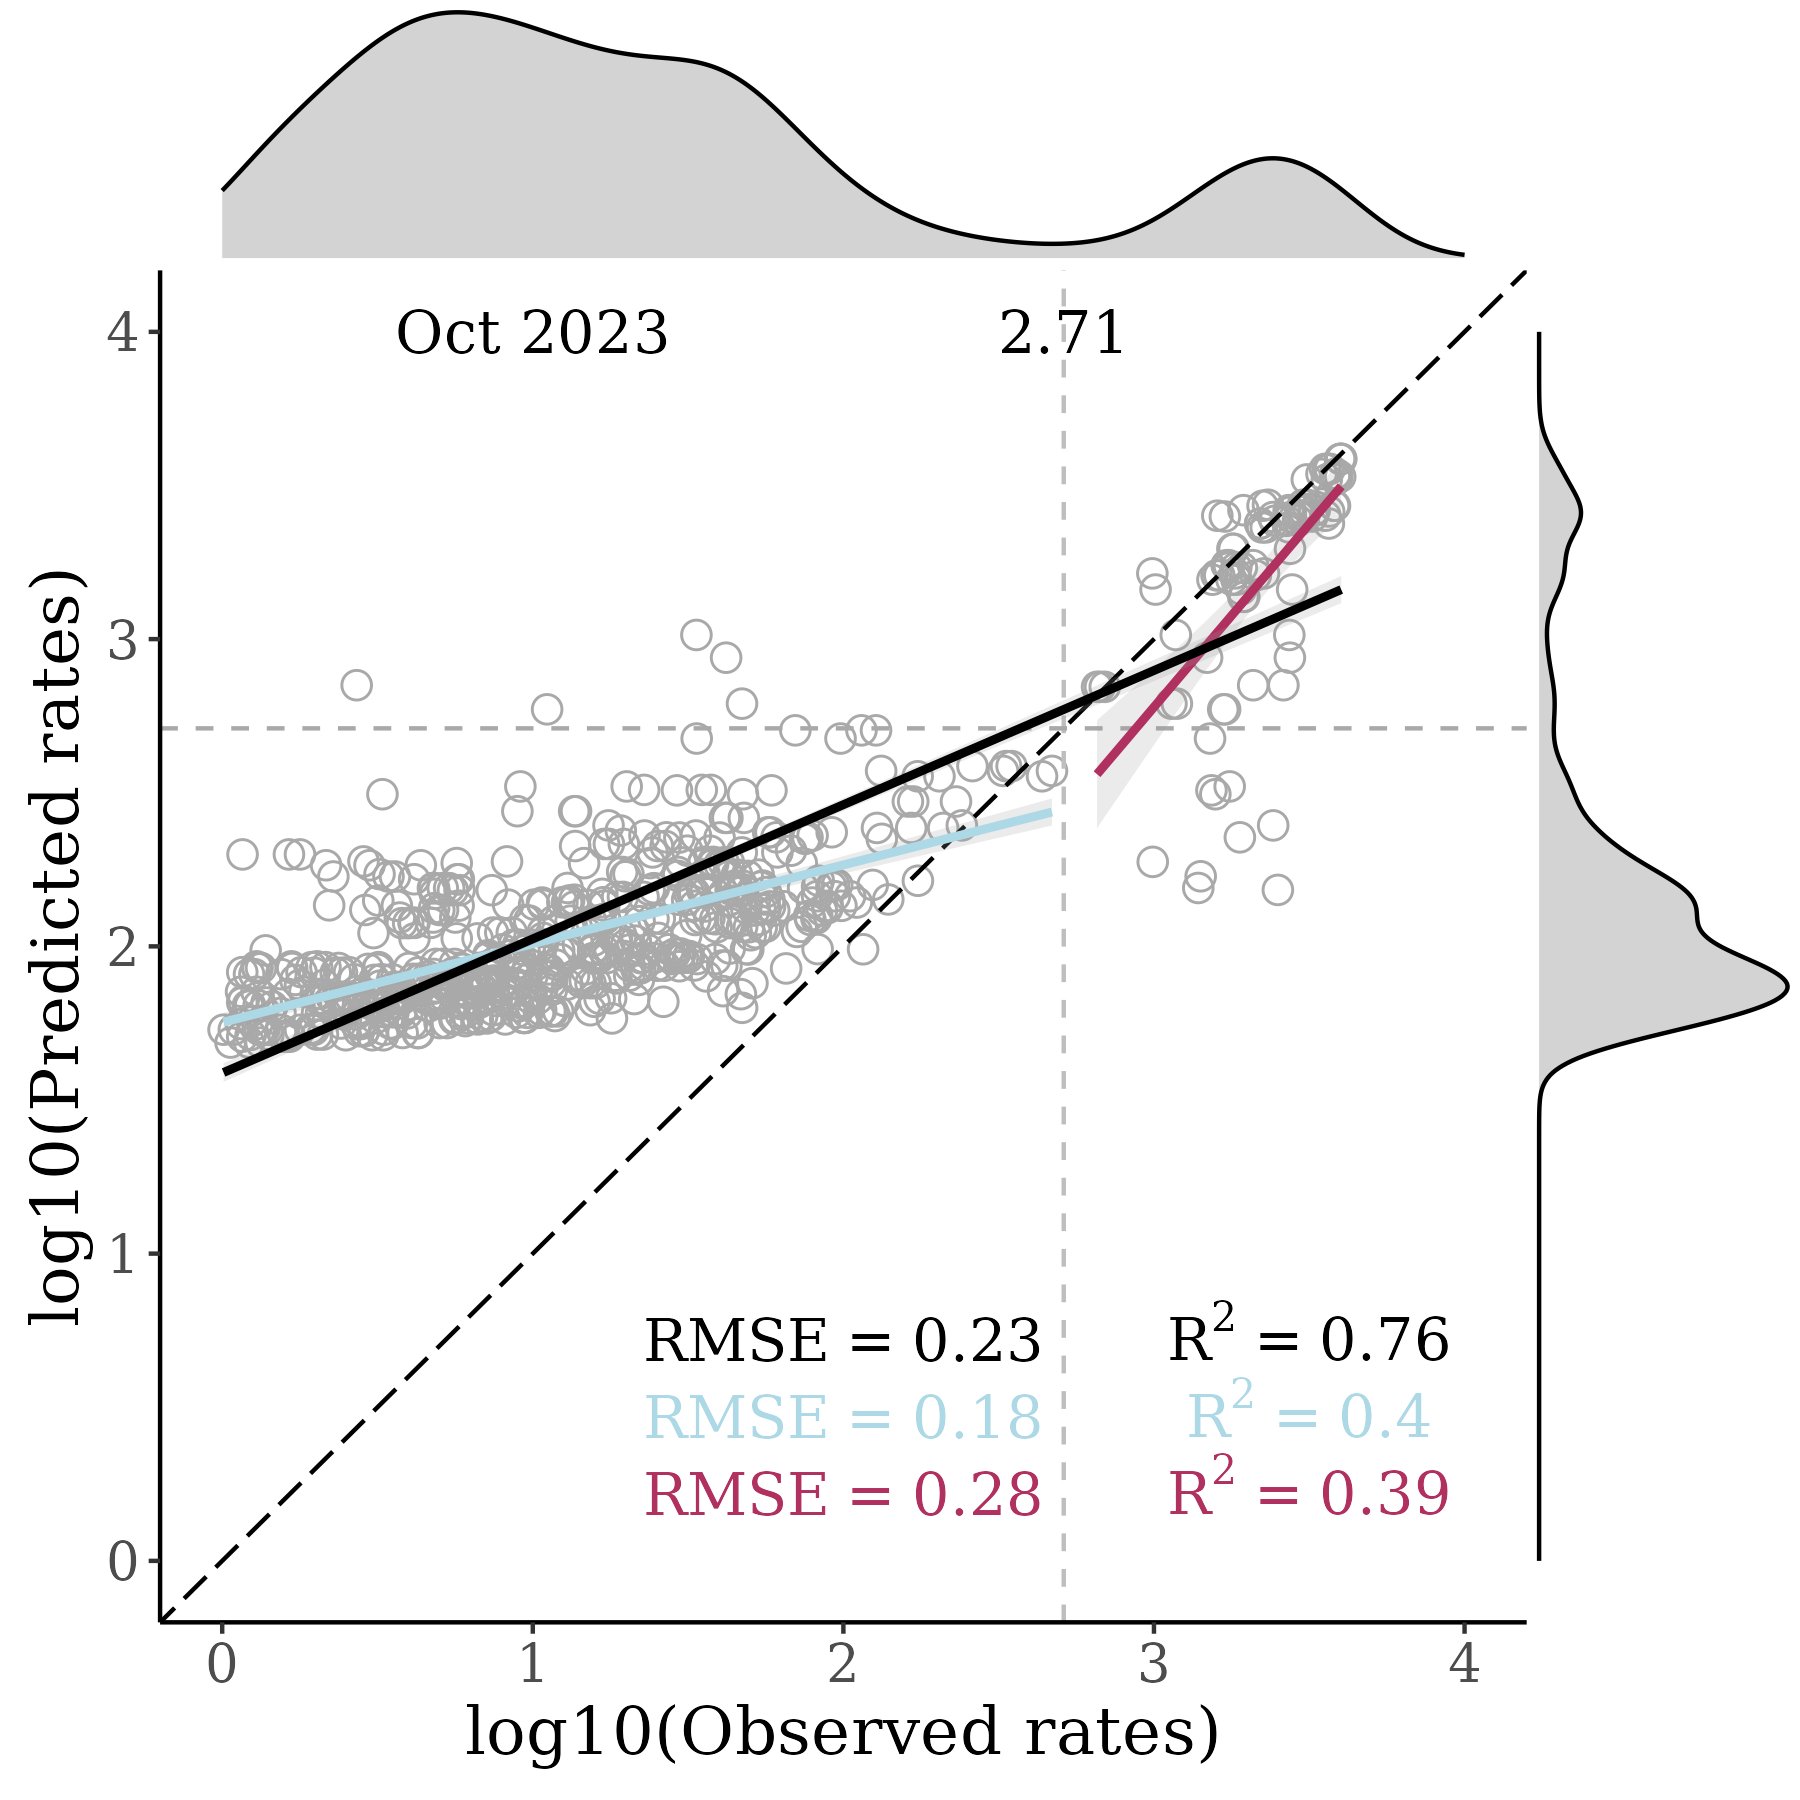 Oct 2023
2.71
4
3
2
1
0
log10(Predicted rates)
RMSE = 0.23
R² = 0.76
RMSE = 0.18
R² = 0.4
RMSE = 0.28
R² = 0.39
0 1 2 3 4
log10(Observed rates)